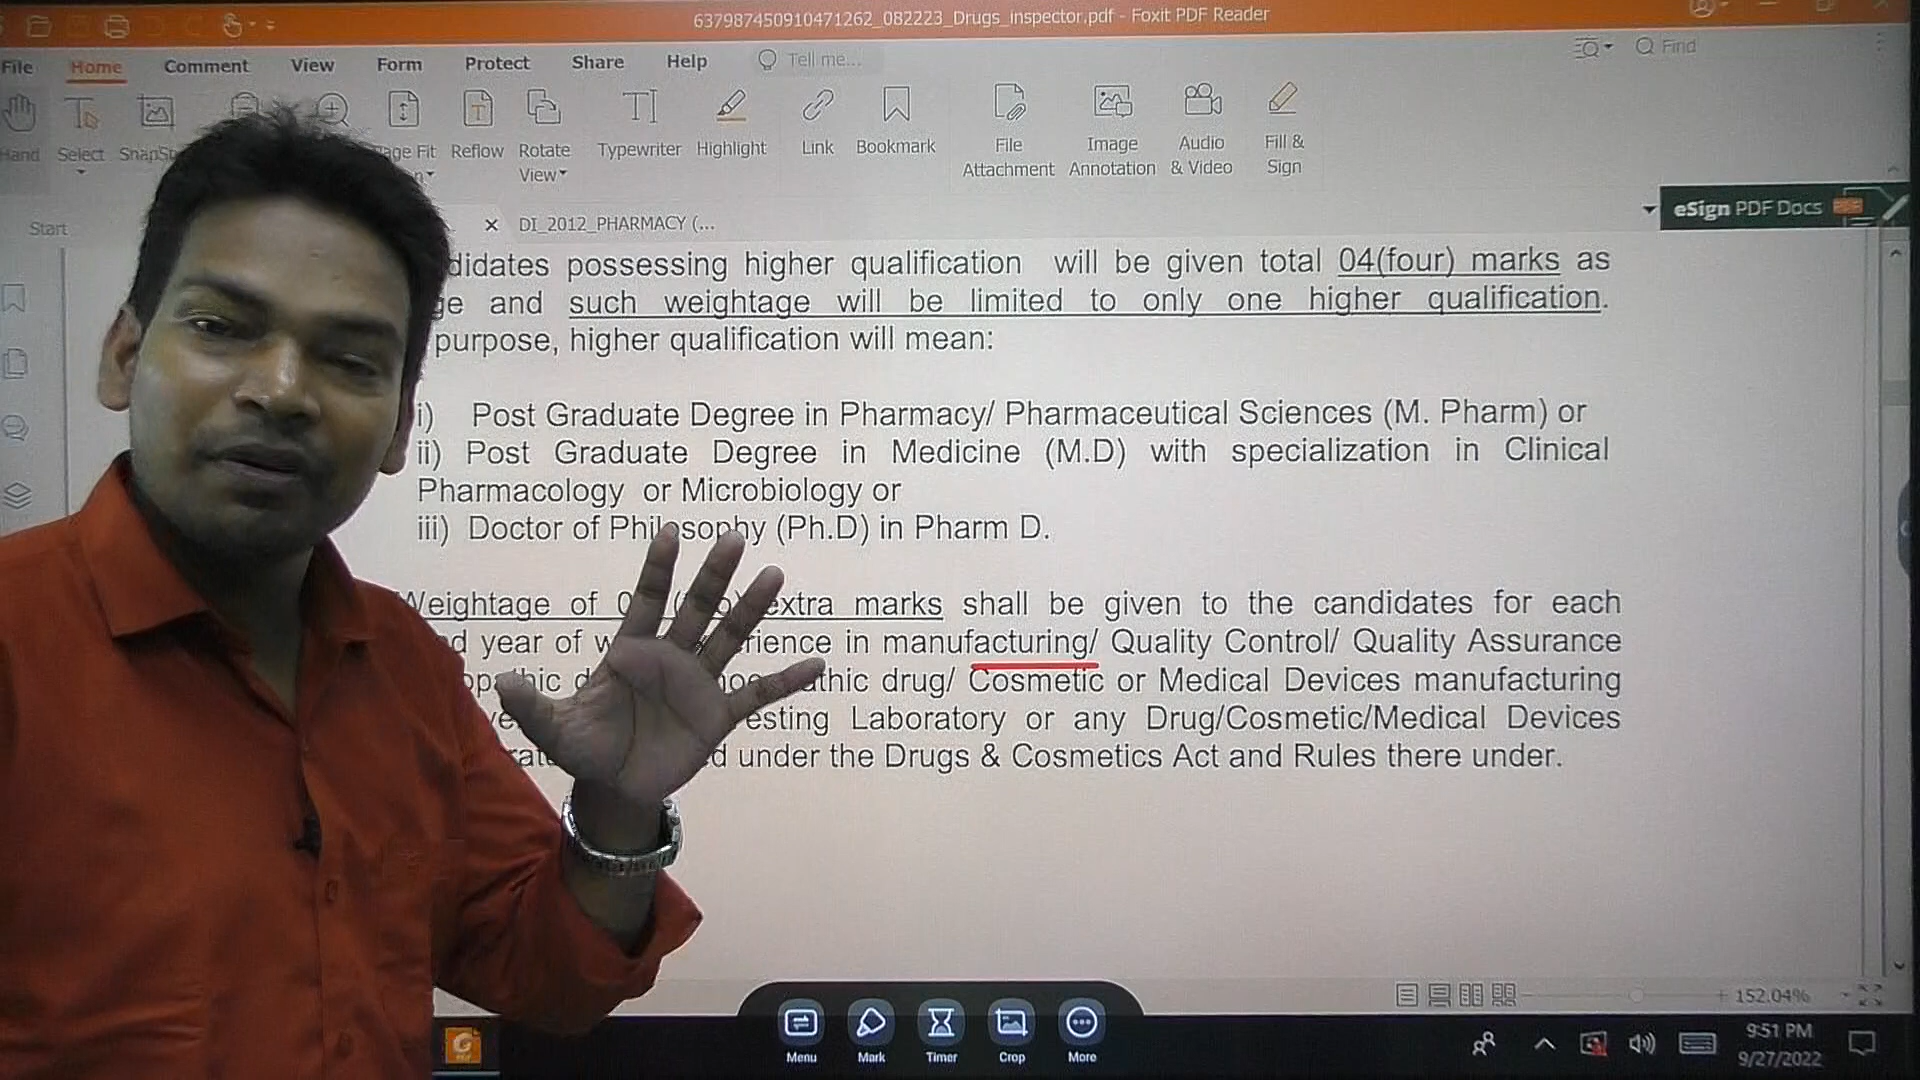 637987450910471262_082223_Drugs_inspector.pdf - Foxit PDF Reader
File Home Comment View Form Protect Share Help Tell me... Find
Hand Select Reflow Rotate View Typewriter Highlight Link Bookmark File Attachment Image Annotation Audio & Video Fill & Sign
Start DI_2012_PHARMACY (... eSign PDF Docs
possessing higher qualification will be given total 04(four) marks as
and such weightage will be limited to only one higher qualification.
purpose, higher qualification will mean:
i) Post Graduate Degree in Pharmacy/ Pharmaceutical Sciences (M. Pharm) or
ii) Post Graduate Degree in Medicine (M.D) with specialization in Clinical
Pharmacology or Microbiology or
iii) Doctor of Philosophy (Ph.D) in Pharm D.
Weightage of extra marks shall be given to the candidates for each
year of in manufacturing/ Quality Control/ Quality Assurance
drug/ Cosmetic or Medical Devices manufacturing
Laboratory or any Drug/Cosmetic/Medical Devices
under the Drugs & Cosmetics Act and Rules there under.
152.04%
Menu Mark Timer Crop More
9:51 PM
9/27/2022